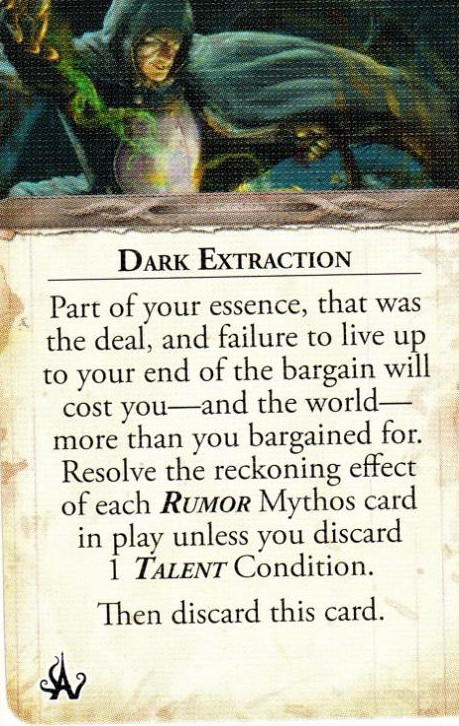 DARK EXTRACTION
Part of your essence, that was
the deal, and failure to live up
to your end of the bargain will
cost you—and the world—
more than you bargained for.
Resolve the reckoning effect
of each RUMOR Mythos card
in play unless you discard
1 TALENT Condition.
Then discard this card.